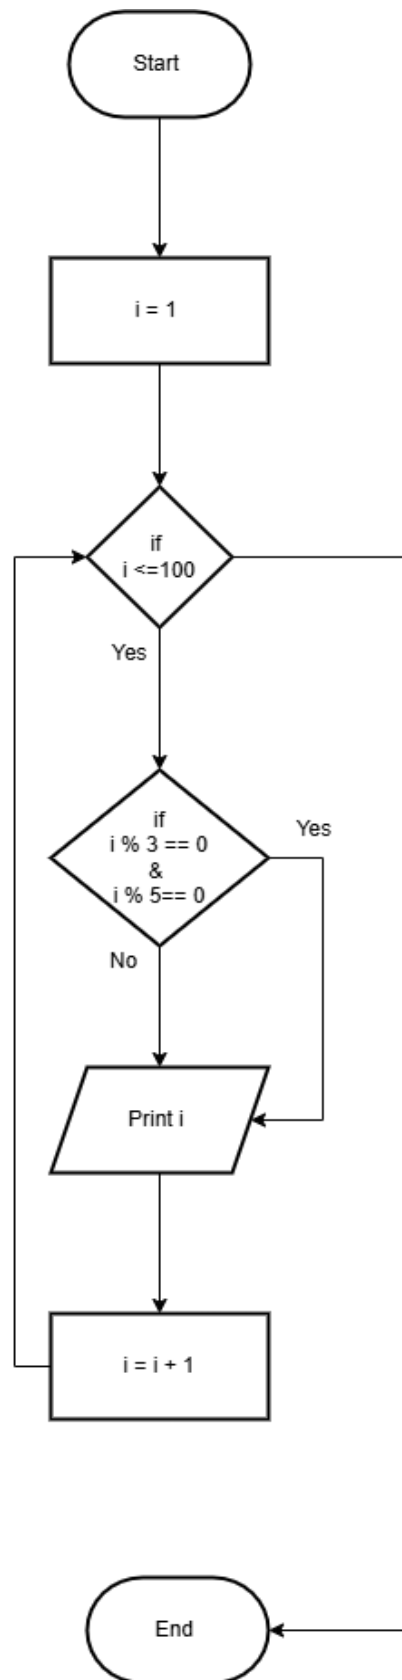 Start
i = 1
if
i <=100
Yes
if
i % 3 == 0
&
i % 5== 0
Yes
No
Print i
i = i + 1
End